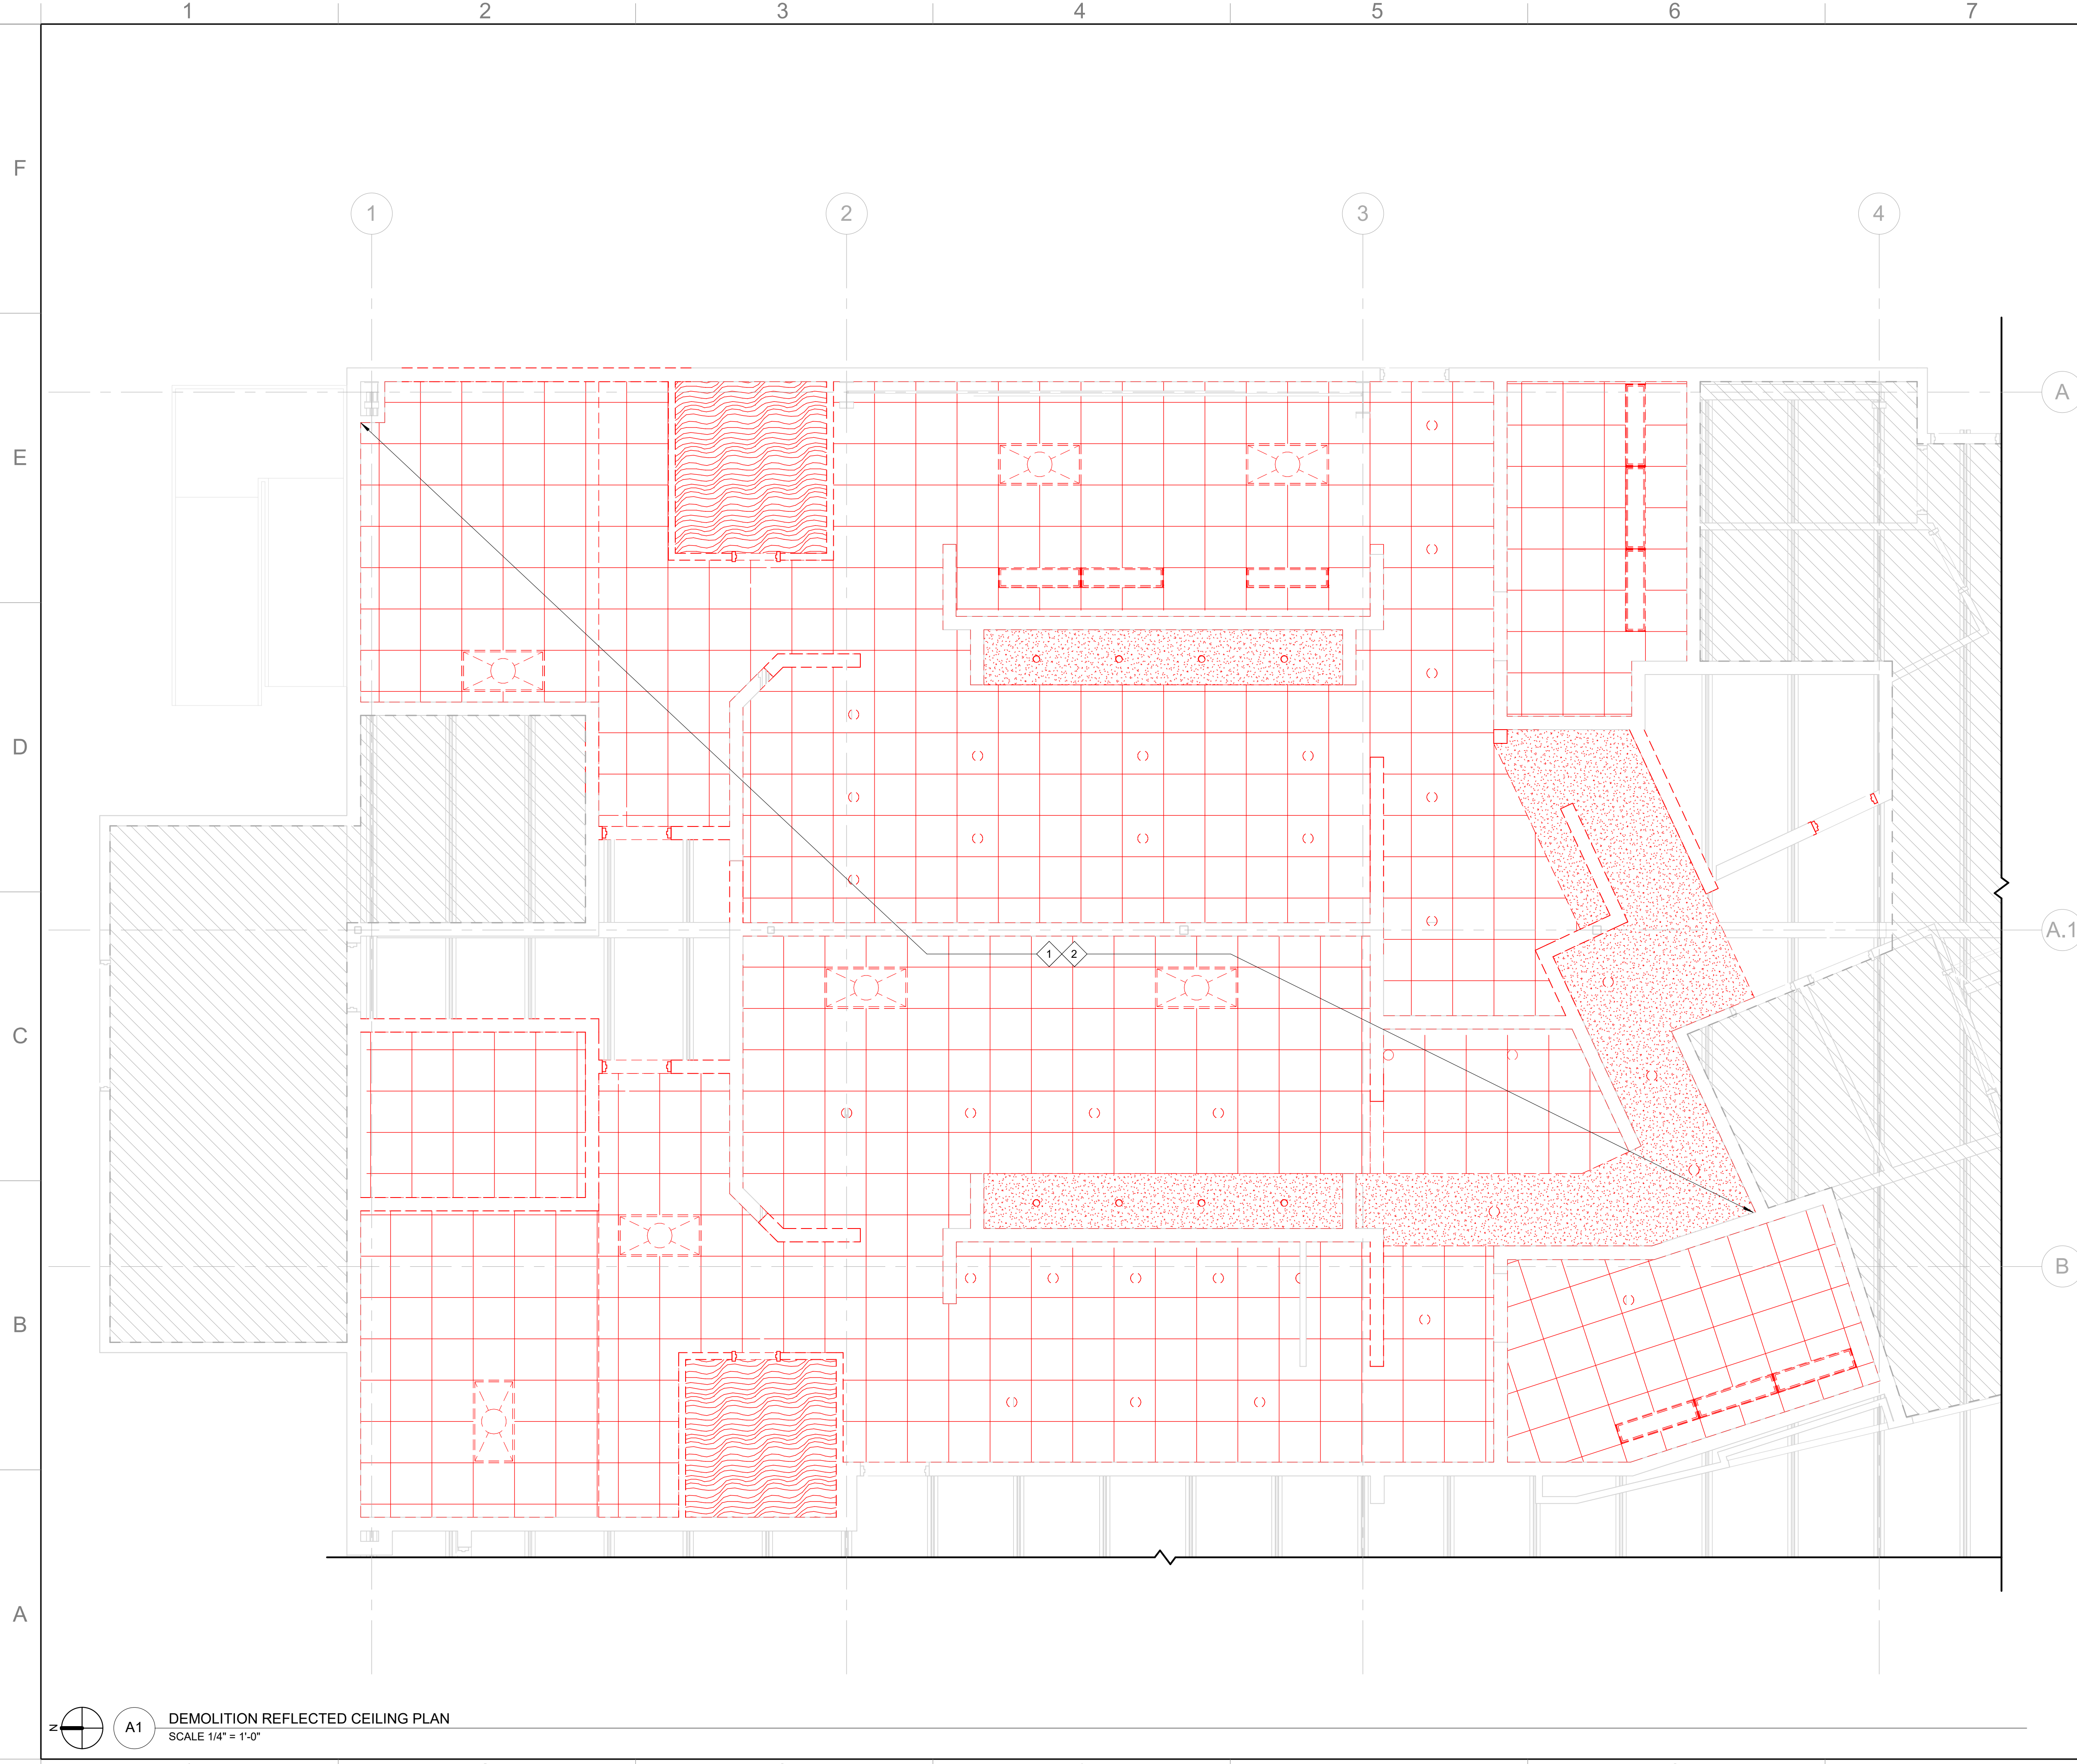 1 2 3 4 5 6 7
F
1 2 3 4
A
E
D
A.1
1 2
C
B
B
A
N
A1
DEMOLITION REFLECTED CEILING PLAN
SCALE 1/4" = 1'-0"